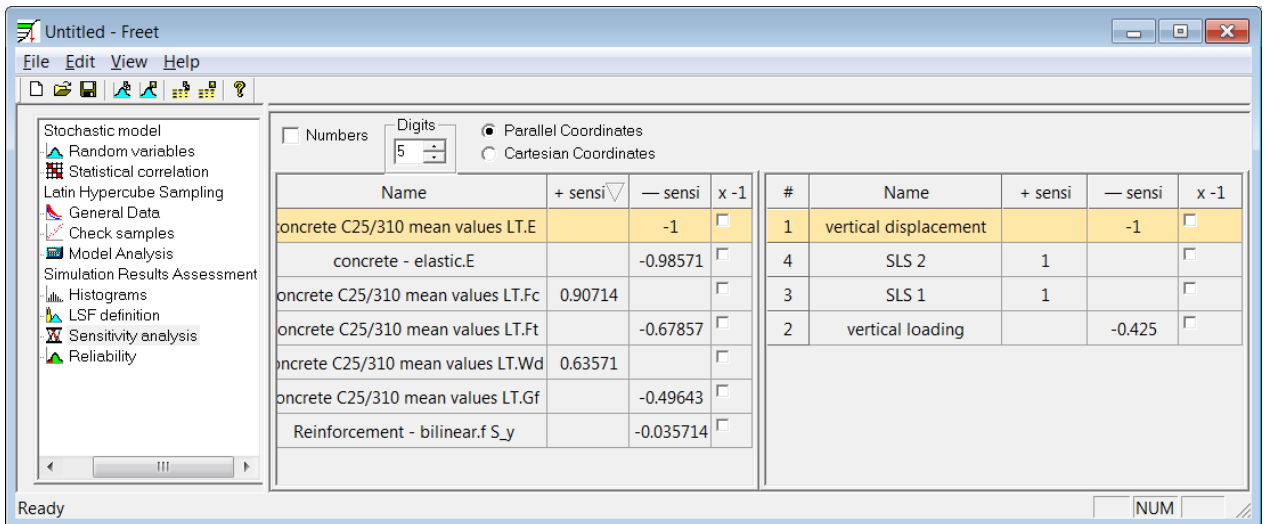 Untitled - Freet
File Edit View Help
Stochastic model
Random variables
Statistical correlation
Latin Hypercube Sampling
General Data
Check samples
Model Analysis
Simulation Results Assessment
Histograms
LSF definition
Sensitivity analysis
Reliability
Numbers
Digits
5
Parallel Coordinates
Cartesian Coordinates
Name + sensi — sensi x -1
oncrete C25/310 mean values LT.E -1
concrete - elastic.E -0.98571
oncrete C25/310 mean values LT.Fc 0.90714
oncrete C25/310 mean values LT.Ft -0.67857
ncrete C25/310 mean values LT.Wd 0.63571
oncrete C25/310 mean values LT.Gf -0.49643
Reinforcement - bilinear.f S_y -0.035714
# Name + sensi — sensi x -1
1 vertical displacement -1
4 SLS 2 1
3 SLS 1 1
2 vertical loading -0.425
Ready
NUM